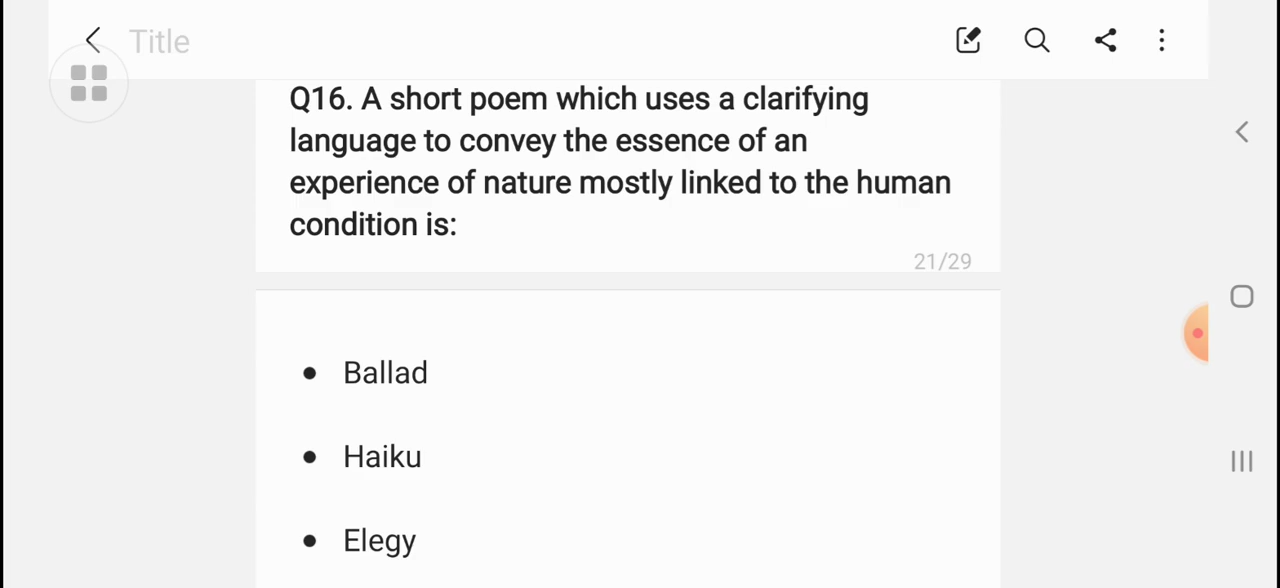 Title
Q16. A short poem which uses a clarifying
language to convey the essence of an
experience of nature mostly linked to the human
condition is:
21/29
• Ballad
• Haiku
• Elegy